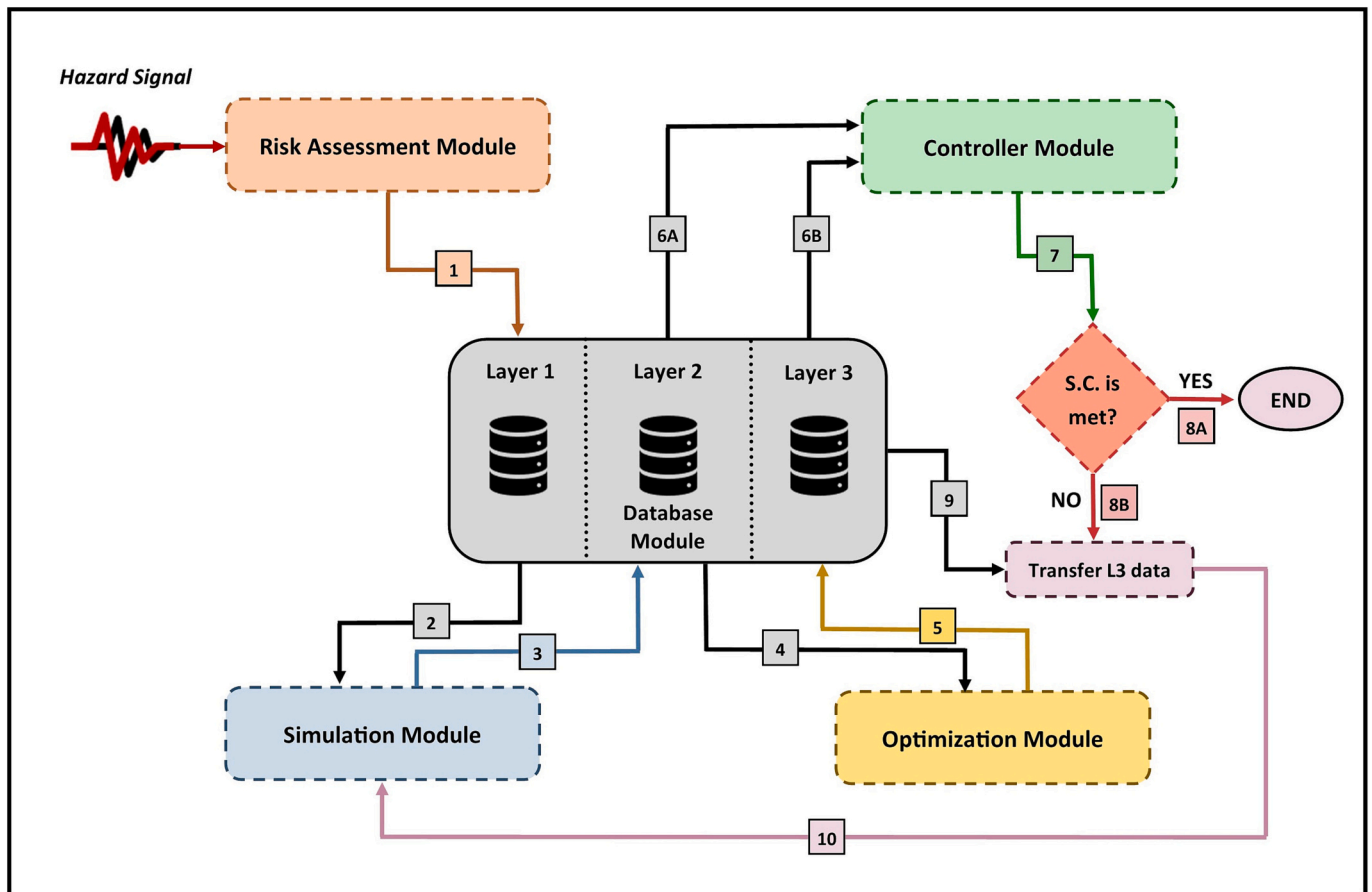 Hazard Signal
Risk Assessment Module
Controller Module
6A
6B
7
1
Layer 1
Layer 2
Layer 3
S.C. is
met?
YES
8A
END
NO
8B
9
Database
Module
Transfer L3 data
2
3
4
5
Simulation Module
Optimization Module
10